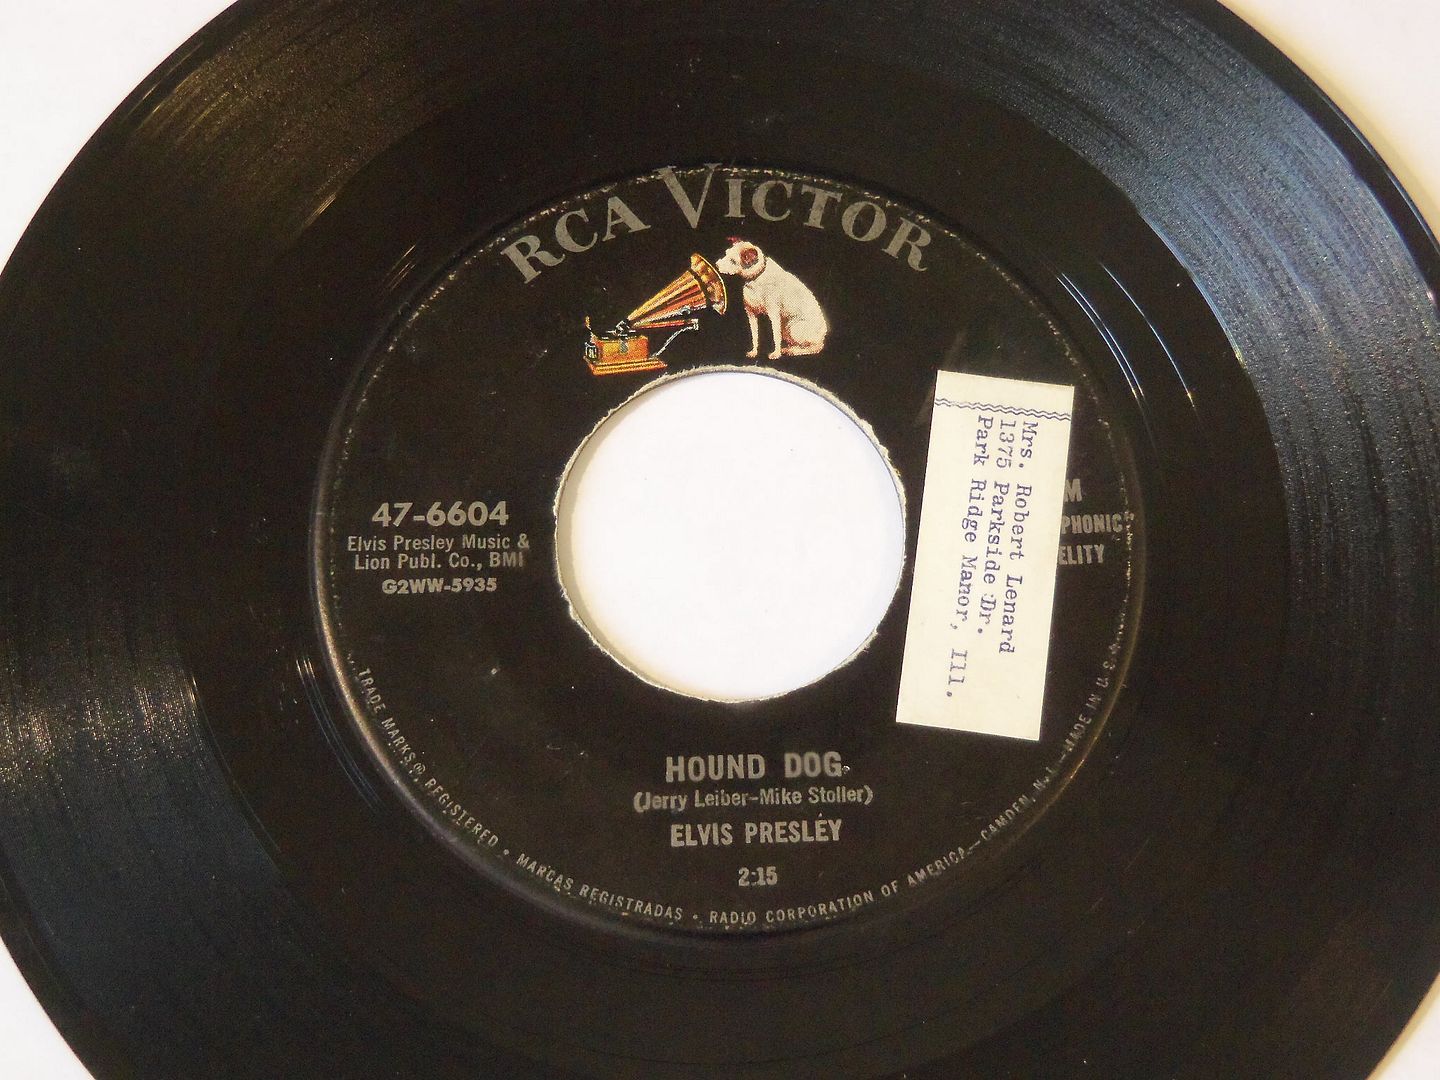 RCA VICTOR
47-6604
Elvis Presley Music &
Lion Publ. Co., BMI
G2WW-5935
M
PHONIC"
ELITY
Mrs. Robert Lenard
1375 Parkside Dr.
Park Ridge Manor, Ill.
HOUND DOG
(Jerry Leiber-Mike Stoller)
ELVIS PRESLEY
2:15
TRADE MARKS ® REGISTERED • MARCAS REGISTRADAS • RADIO CORPORATION OF AMERICA—CAMDEN, N.J.—MADE IN U.S.A.